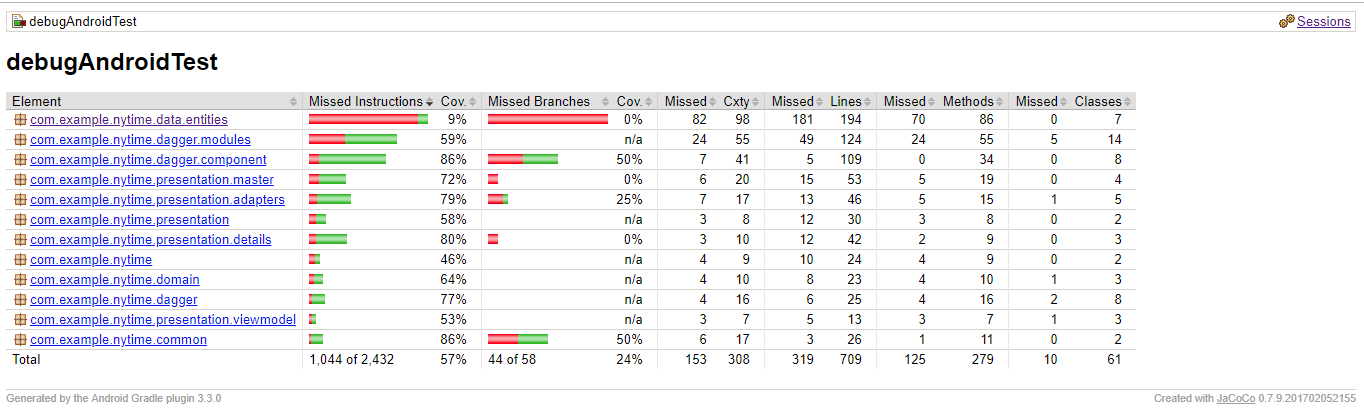 debugAndroidTest Sessions
debugAndroidTest
Element Missed Instructions Cov. Missed Branches Cov. Missed Cxty Missed Lines Missed Methods Missed Classes
com.example.nytime.data.entities 9% 0% 82 98 181 194 70 86 0 7
com.example.nytime.dagger.modules 59% n/a 24 55 49 124 24 55 5 14
com.example.nytime.dagger.component 86% 50% 7 41 5 109 0 34 0 8
com.example.nytime.presentation.master 72% 0% 6 20 15 53 5 19 0 4
com.example.nytime.presentation.adapters 79% 25% 7 17 13 46 5 15 1 5
com.example.nytime.presentation 58% n/a 3 8 12 30 3 8 0 2
com.example.nytime.presentation.details 80% 0% 3 10 12 42 2 9 0 3
com.example.nytime 46% n/a 4 9 10 24 4 9 0 2
com.example.nytime.domain 64% n/a 4 10 8 23 4 10 1 3
com.example.nytime.dagger 77% n/a 4 16 6 25 4 16 2 8
com.example.nytime.presentation.viewmodel 53% n/a 3 7 5 13 3 7 1 3
com.example.nytime.common 86% 50% 6 17 3 26 1 11 0 2
Total 1,044 of 2,432 57% 44 of 58 24% 153 308 319 709 125 279 10 61
Generated by the Android Gradle plugin 3.3.0 Created with JaCoCo 0.7.9.201702052155